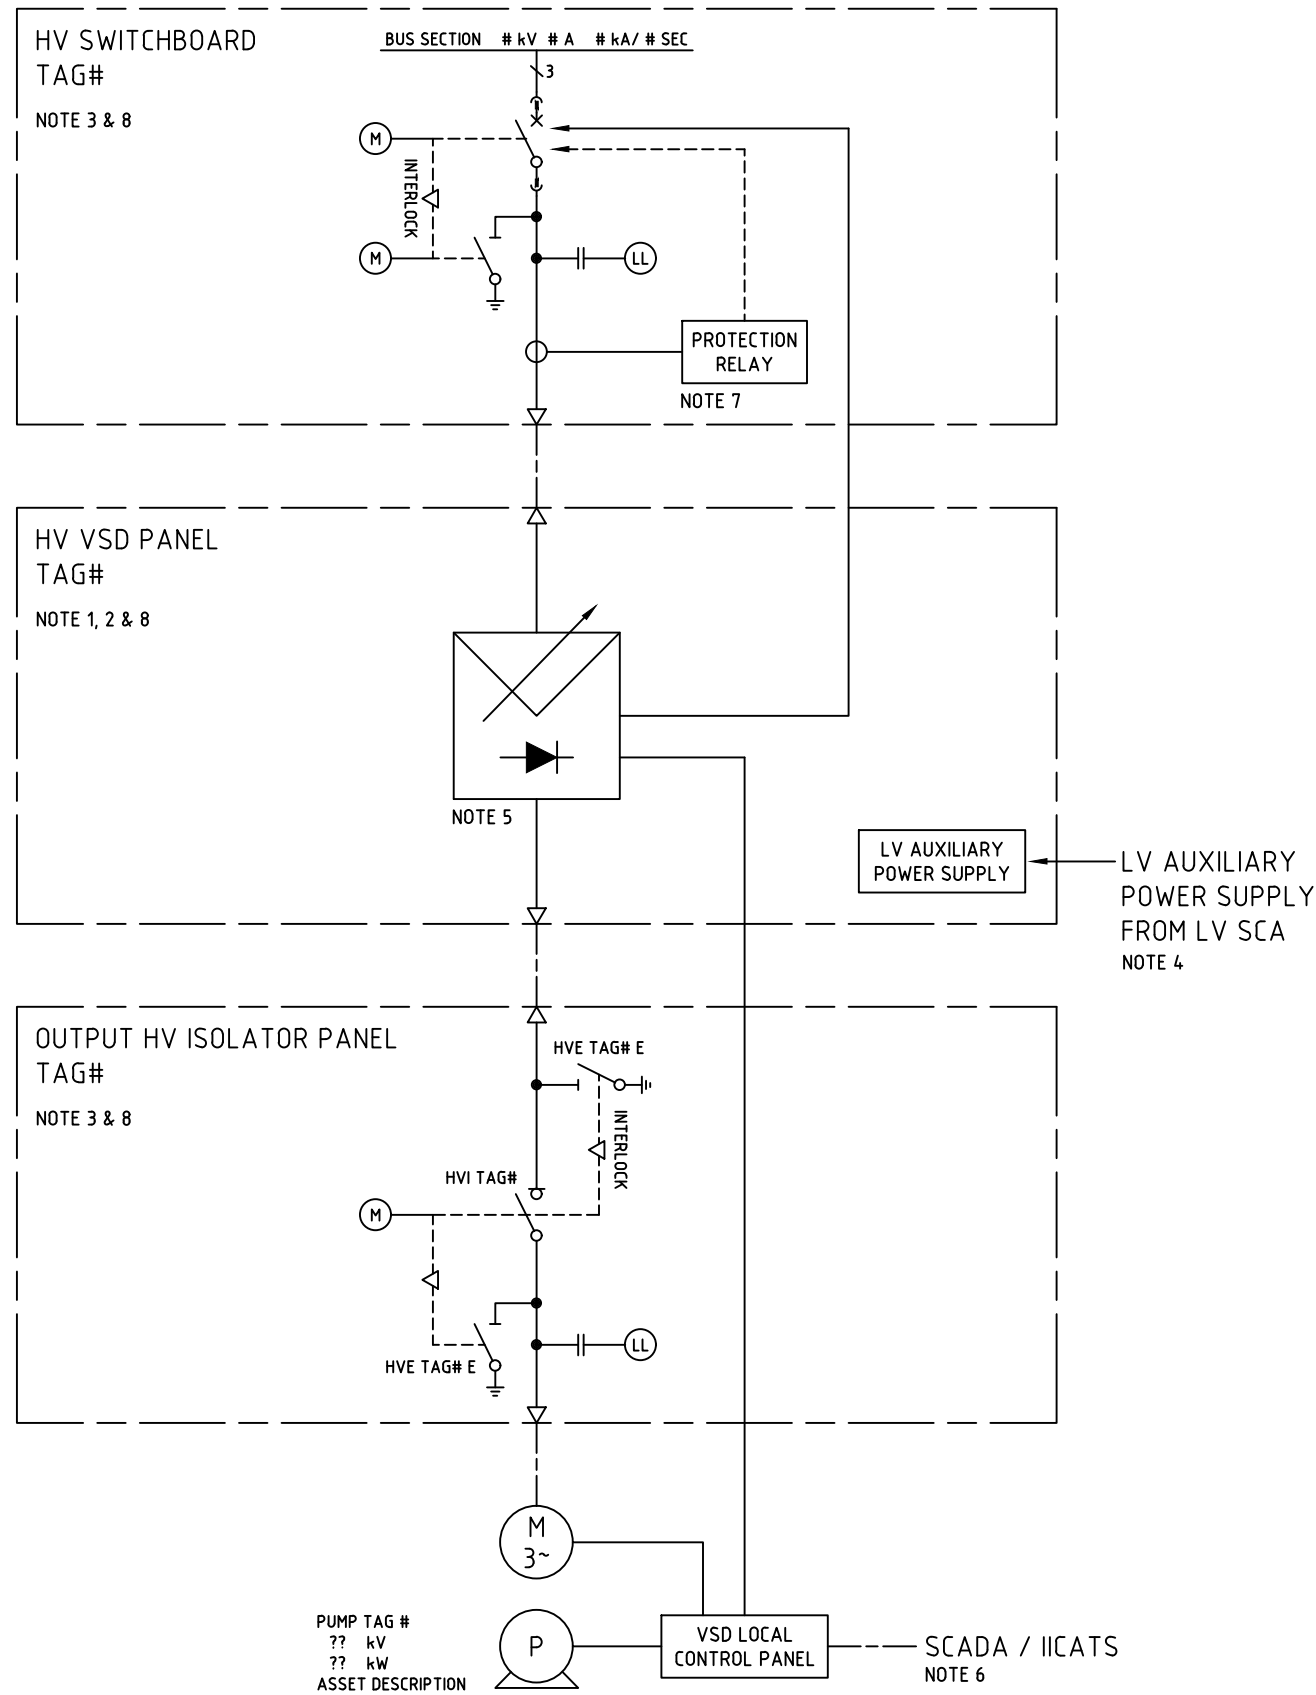 HV SWITCHBOARD
TAG#
NOTE 3 & 8
BUS SECTION # kV # A # kA/ # SEC
3
M
INTERLOCK
M
LL
PROTECTION
RELAY
NOTE 7
HV VSD PANEL
TAG#
NOTE 1, 2 & 8
NOTE 5
LV AUXILIARY
POWER SUPPLY
LV AUXILIARY
POWER SUPPLY
FROM LV SCA
NOTE 4
OUTPUT HV ISOLATOR PANEL
TAG#
NOTE 3 & 8
HVE TAG# E
INTERLOCK
HVI TAG#
M
LL
HVE TAG# E
M
3~
PUMP TAG #
?? kV
?? kW
ASSET DESCRIPTION
P
VSD LOCAL
CONTROL PANEL
SCADA / IICATS
NOTE 6